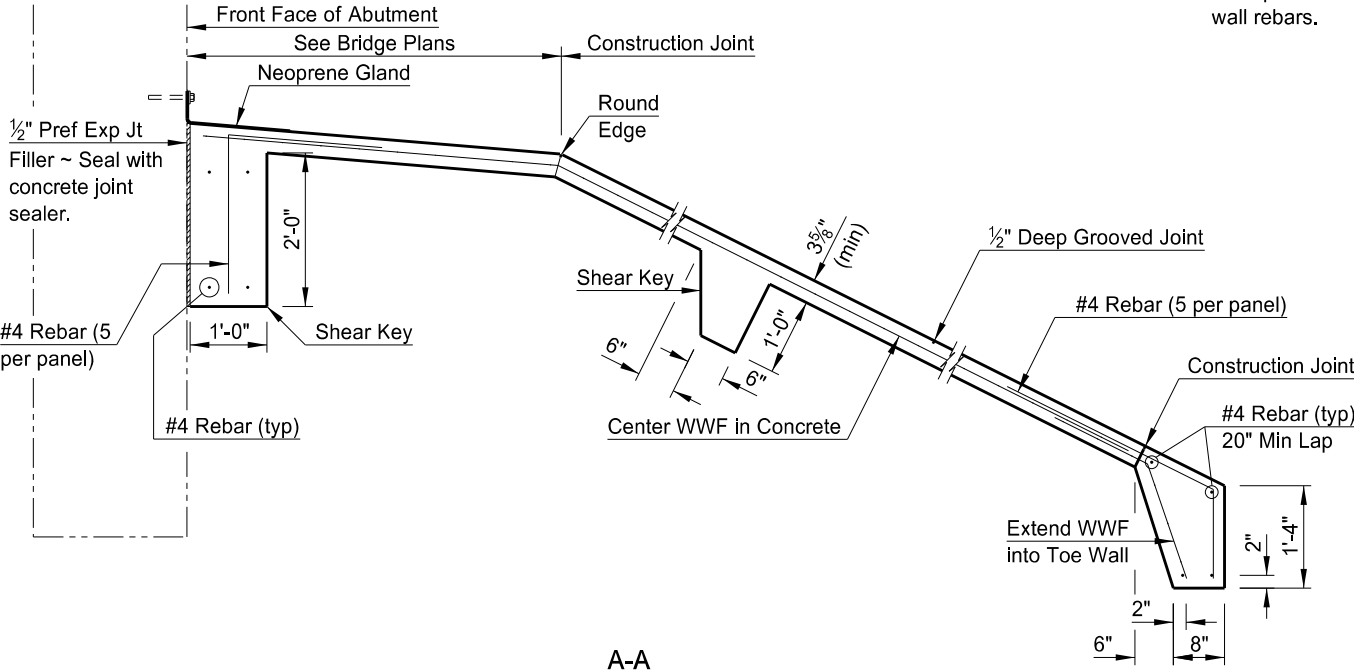 Front Face of Abutment
wall rebars.
See Bridge Plans
Construction Joint
Neoprene Gland
Round
Edge
½" Pref Exp Jt
Filler ~ Seal with
concrete joint
sealer.
2'-0"
3⅝"
(min)
½" Deep Grooved Joint
Shear Key
#4 Rebar (5 per panel)
#4 Rebar (5
per panel)
1'-0"
Shear Key
1'-0"
6"
6"
Construction Joint
#4 Rebar (typ)
Center WWF in Concrete
#4 Rebar (typ)
20" Min Lap
Extend WWF
into Toe Wall
2"
1'-4"
2"
6"
8"
A-A